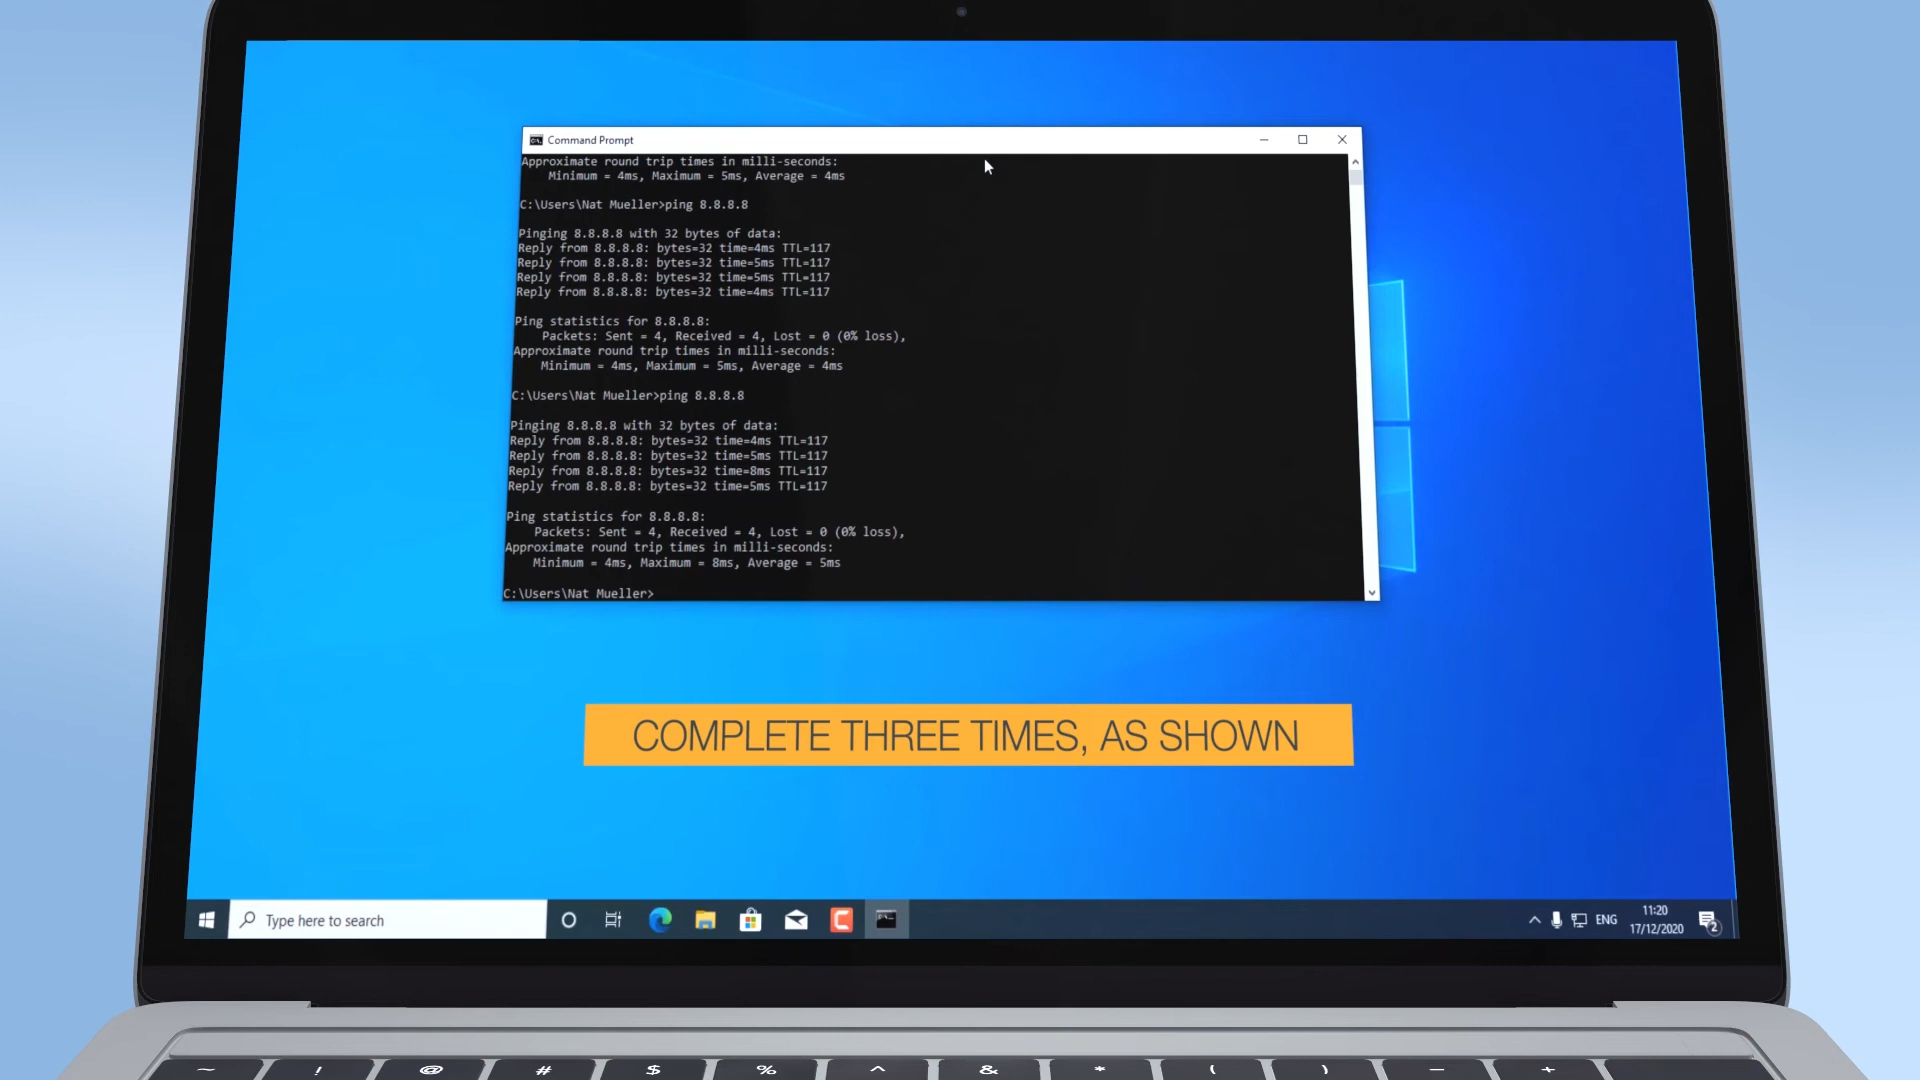 Command Prompt
Approximate round trip times in milli-seconds:
Minimum = 4ms, Maximum = 5ms, Average = 4ms
C:\Users\Nat Mueller>ping 8.8.8.8
Pinging 8.8.8.8 with 32 bytes of data:
Reply from 8.8.8.8: bytes=32 time=4ms TTL=117
Reply from 8.8.8.8: bytes=32 time=5ms TTL=117
Reply from 8.8.8.8: bytes=32 time=5ms TTL=117
Reply from 8.8.8.8: bytes=32 time=4ms TTL=117
Ping statistics for 8.8.8.8:
Packets: Sent = 4, Received = 4, Lost = 0 (0% loss),
Approximate round trip times in milli-seconds:
Minimum = 4ms, Maximum = 5ms, Average = 4ms
C:\Users\Nat Mueller>ping 8.8.8.8
Pinging 8.8.8.8 with 32 bytes of data:
Reply from 8.8.8.8: bytes=32 time=4ms TTL=117
Reply from 8.8.8.8: bytes=32 time=5ms TTL=117
Reply from 8.8.8.8: bytes=32 time=8ms TTL=117
Reply from 8.8.8.8: bytes=32 time=5ms TTL=117
Ping statistics for 8.8.8.8:
Packets: Sent = 4, Received = 4, Lost = 0 (0% loss),
Approximate round trip times in milli-seconds:
Minimum = 4ms, Maximum = 8ms, Average = 5ms
C:\Users\Nat Mueller>
COMPLETE THREE TIMES, AS SHOWN
Type here to search
ENG
11:20
17/12/2020
2
~ ! @ # $ % ^ & * ( ) — +